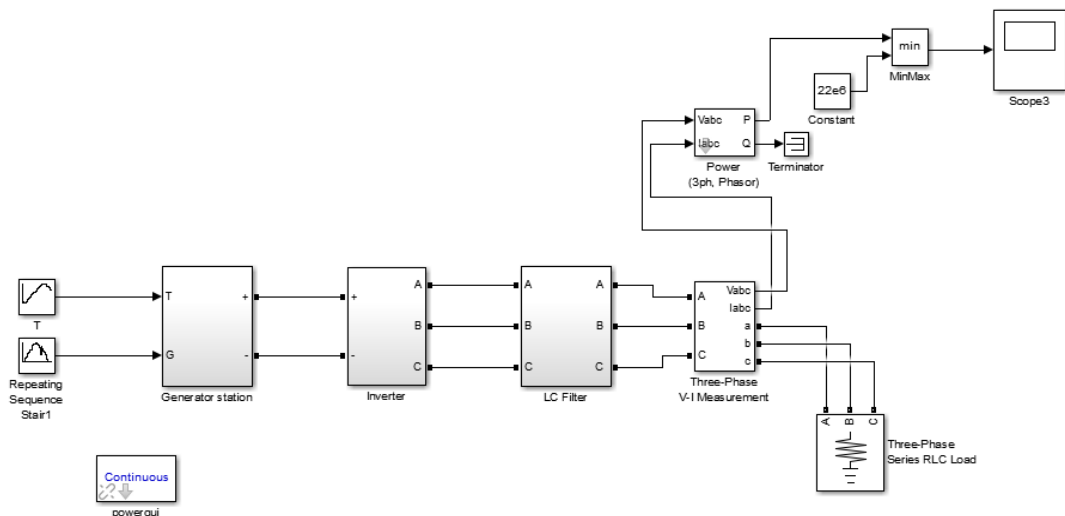 min
MinMax
Scope3
22e6
Constant
Vabc
P
Iabc
Q
Power
(3ph, Phasor)
Terminator
T
Repeating
Sequence
Stair1
T
+
G
-
Generator station
+
A
B
-
C
Inverter
A
A
B
B
C
C
LC Filter
A
Vabc
Iabc
B
a
b
C
c
Three-Phase
V-I Measurement
A
B
C
Three-Phase
Series RLC Load
Continuous
powergui